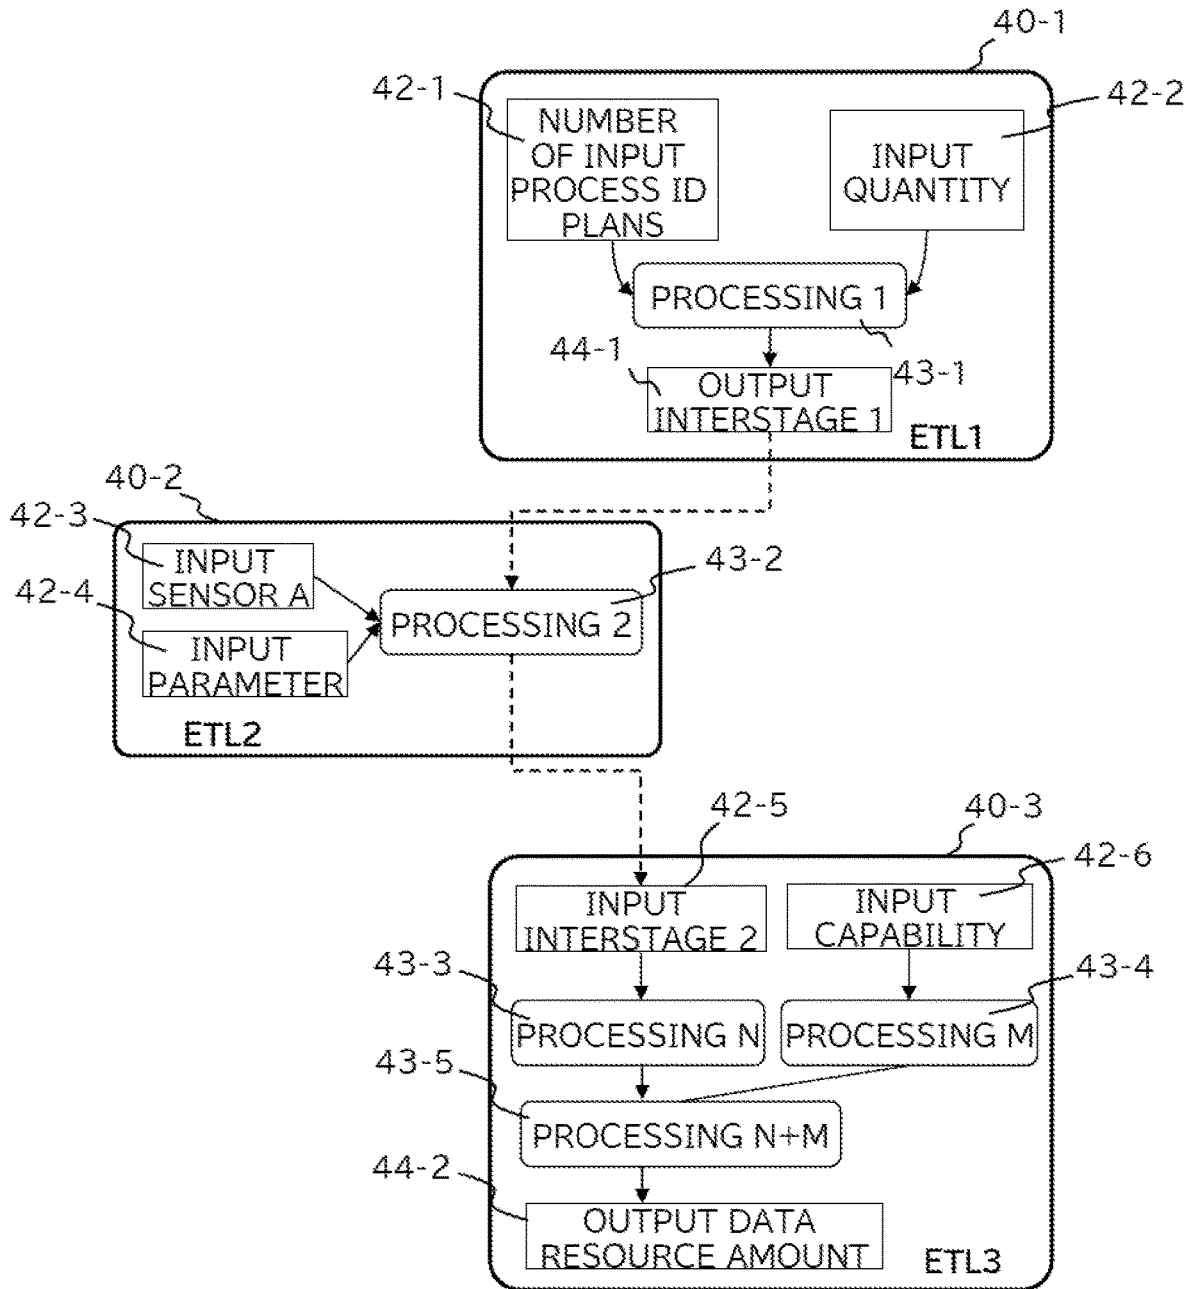 40-1
42-1
42-2
NUMBER
OF INPUT
PROCESS ID
PLANS
INPUT
QUANTITY
PROCESSING 1
44-1
43-1
OUTPUT
INTERSTAGE 1
ETL1
40-2
42-3
INPUT
SENSOR A
43-2
42-4
PROCESSING 2
INPUT
PARAMETER
ETL2
42-5
40-3
42-6
INPUT
INTERSTAGE 2
INPUT
CAPABILITY
43-3
43-4
PROCESSING N
PROCESSING M
43-5
PROCESSING N+M
44-2
OUTPUT DATA
RESOURCE AMOUNT
ETL3